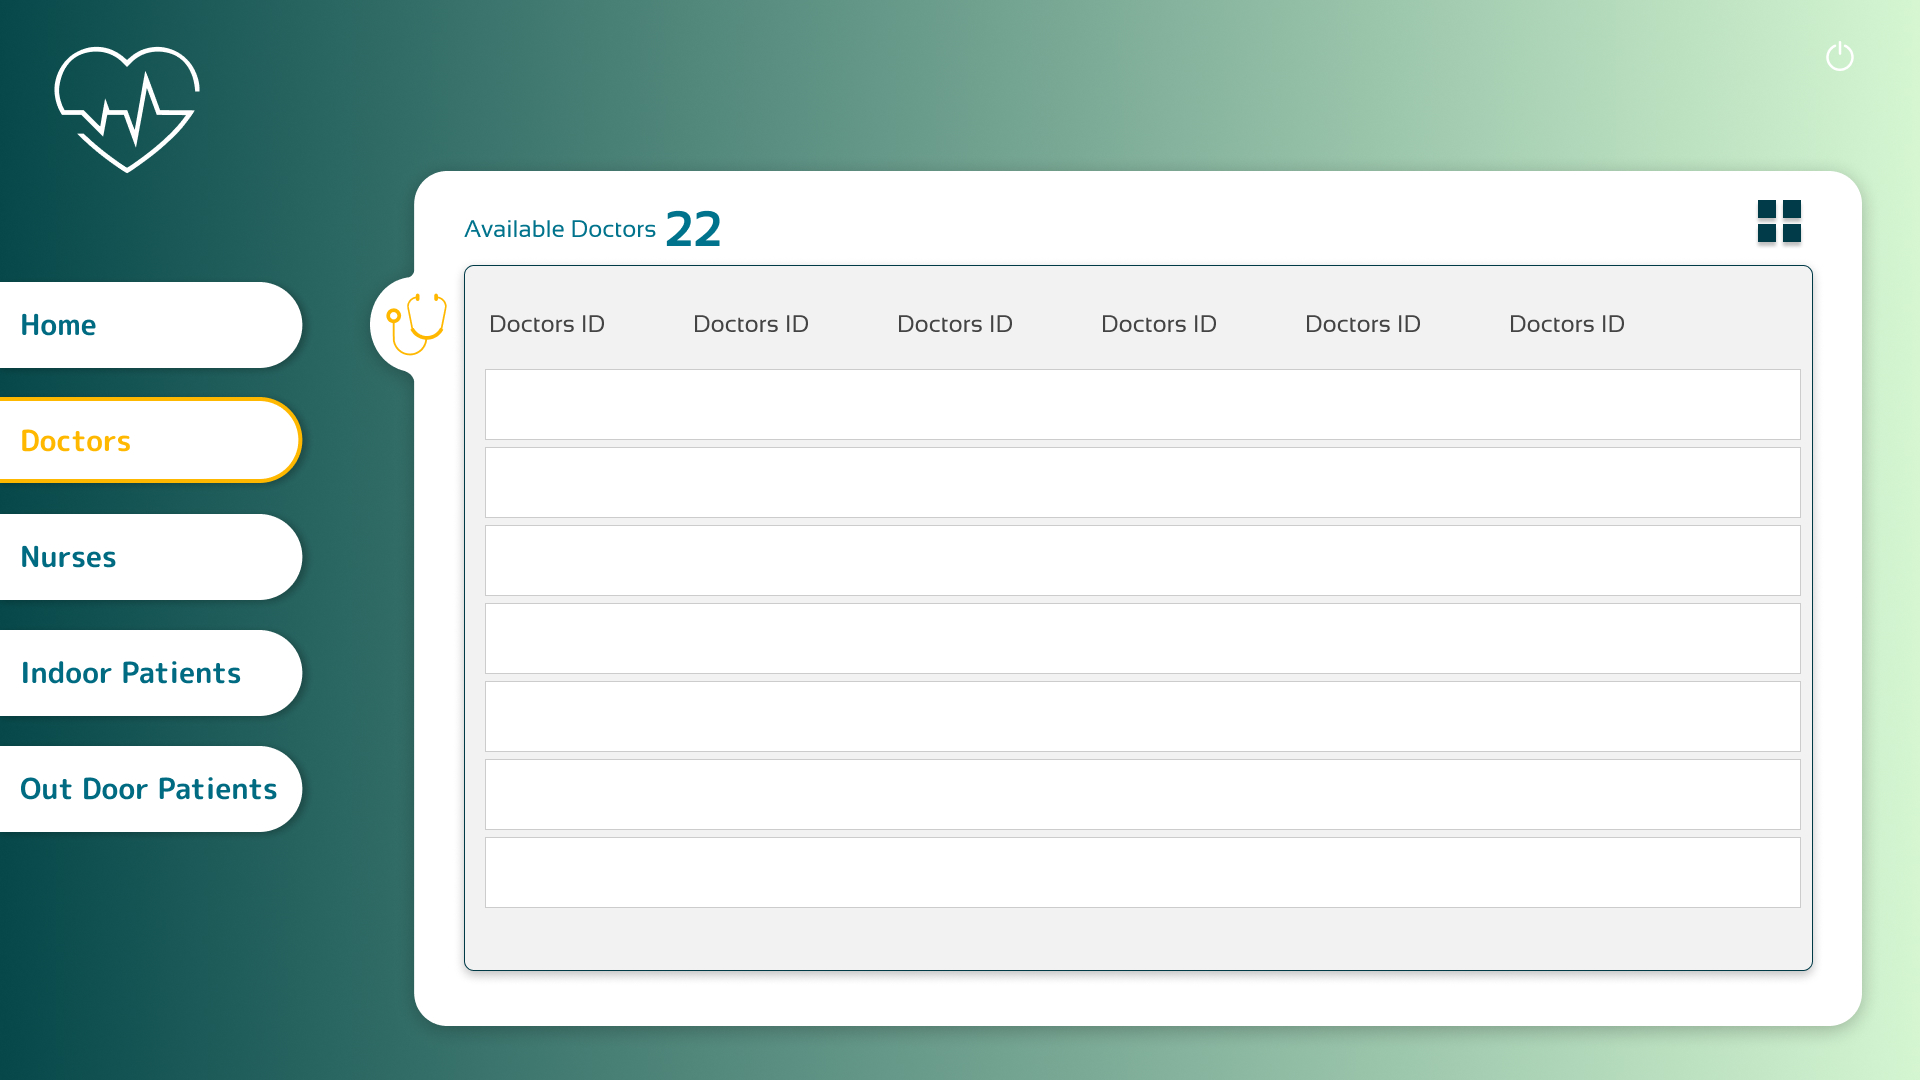 Available Doctors 22
Doctors ID Doctors ID Doctors ID Doctors ID Doctors ID Doctors ID
Home
Doctors
Nurses
Indoor Patients
Out Door Patients